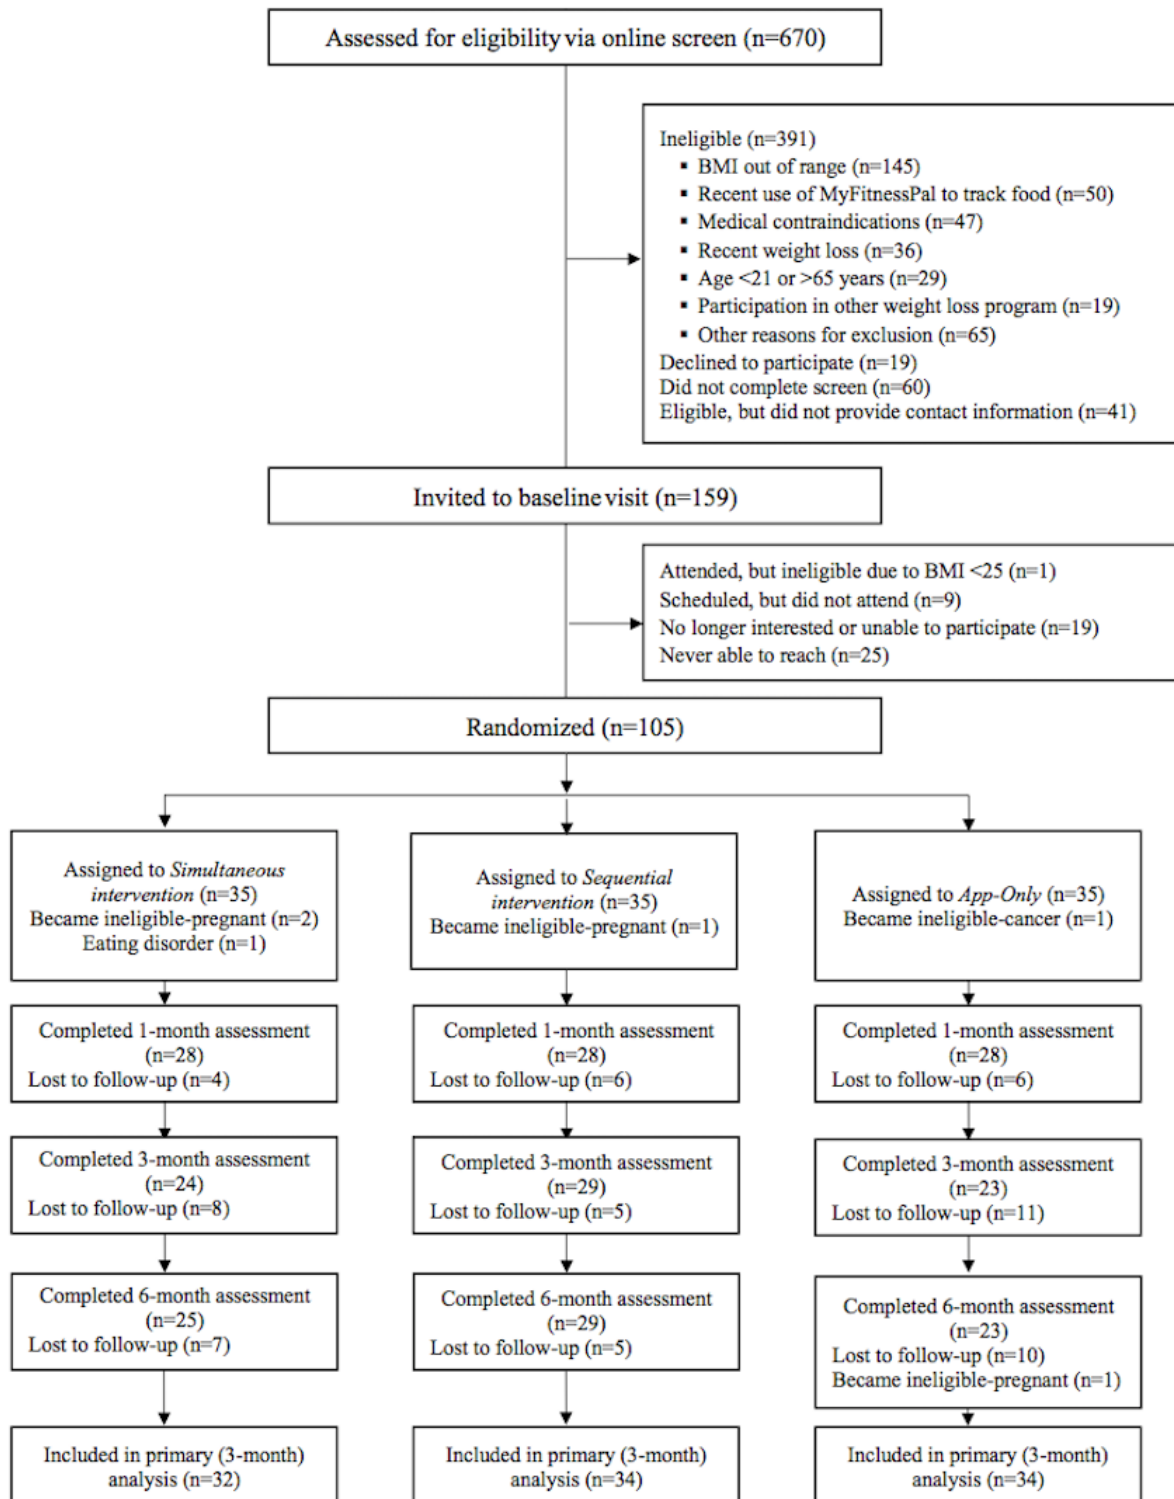 Assessed for eligibility via online screen (n=670)
Ineligible (n=391)
▪ BMI out of range (n=145)
▪ Recent use of MyFitnessPal to track food (n=50)
▪ Medical contraindications (n=47)
▪ Recent weight loss (n=36)
▪ Age <21 or >65 years (n=29)
▪ Participation in other weight loss program (n=19)
▪ Other reasons for exclusion (n=65)
Declined to participate (n=19)
Did not complete screen (n=60)
Eligible, but did not provide contact information (n=41)
Invited to baseline visit (n=159)
Attended, but ineligible due to BMI <25 (n=1)
Scheduled, but did not attend (n=9)
No longer interested or unable to participate (n=19)
Never able to reach (n=25)
Randomized (n=105)
Assigned to Simultaneous
intervention (n=35)
Became ineligible-pregnant (n=2)
Eating disorder (n=1)
Assigned to Sequential
intervention (n=35)
Became ineligible-pregnant (n=1)
Assigned to App-Only (n=35)
Became ineligible-cancer (n=1)
Completed 1-month assessment
(n=28)
Lost to follow-up (n=4)
Completed 1-month assessment
(n=28)
Lost to follow-up (n=6)
Completed 1-month assessment
(n=28)
Lost to follow-up (n=6)
Completed 3-month assessment
(n=24)
Lost to follow-up (n=8)
Completed 3-month assessment
(n=29)
Lost to follow-up (n=5)
Completed 3-month assessment
(n=23)
Lost to follow-up (n=11)
Completed 6-month assessment
(n=25)
Lost to follow-up (n=7)
Completed 6-month assessment
(n=29)
Lost to follow-up (n=5)
Completed 6-month assessment
(n=23)
Lost to follow-up (n=10)
Became ineligible-pregnant (n=1)
Included in primary (3-month)
analysis (n=32)
Included in primary (3-month)
analysis (n=34)
Included in primary (3-month)
analysis (n=34)